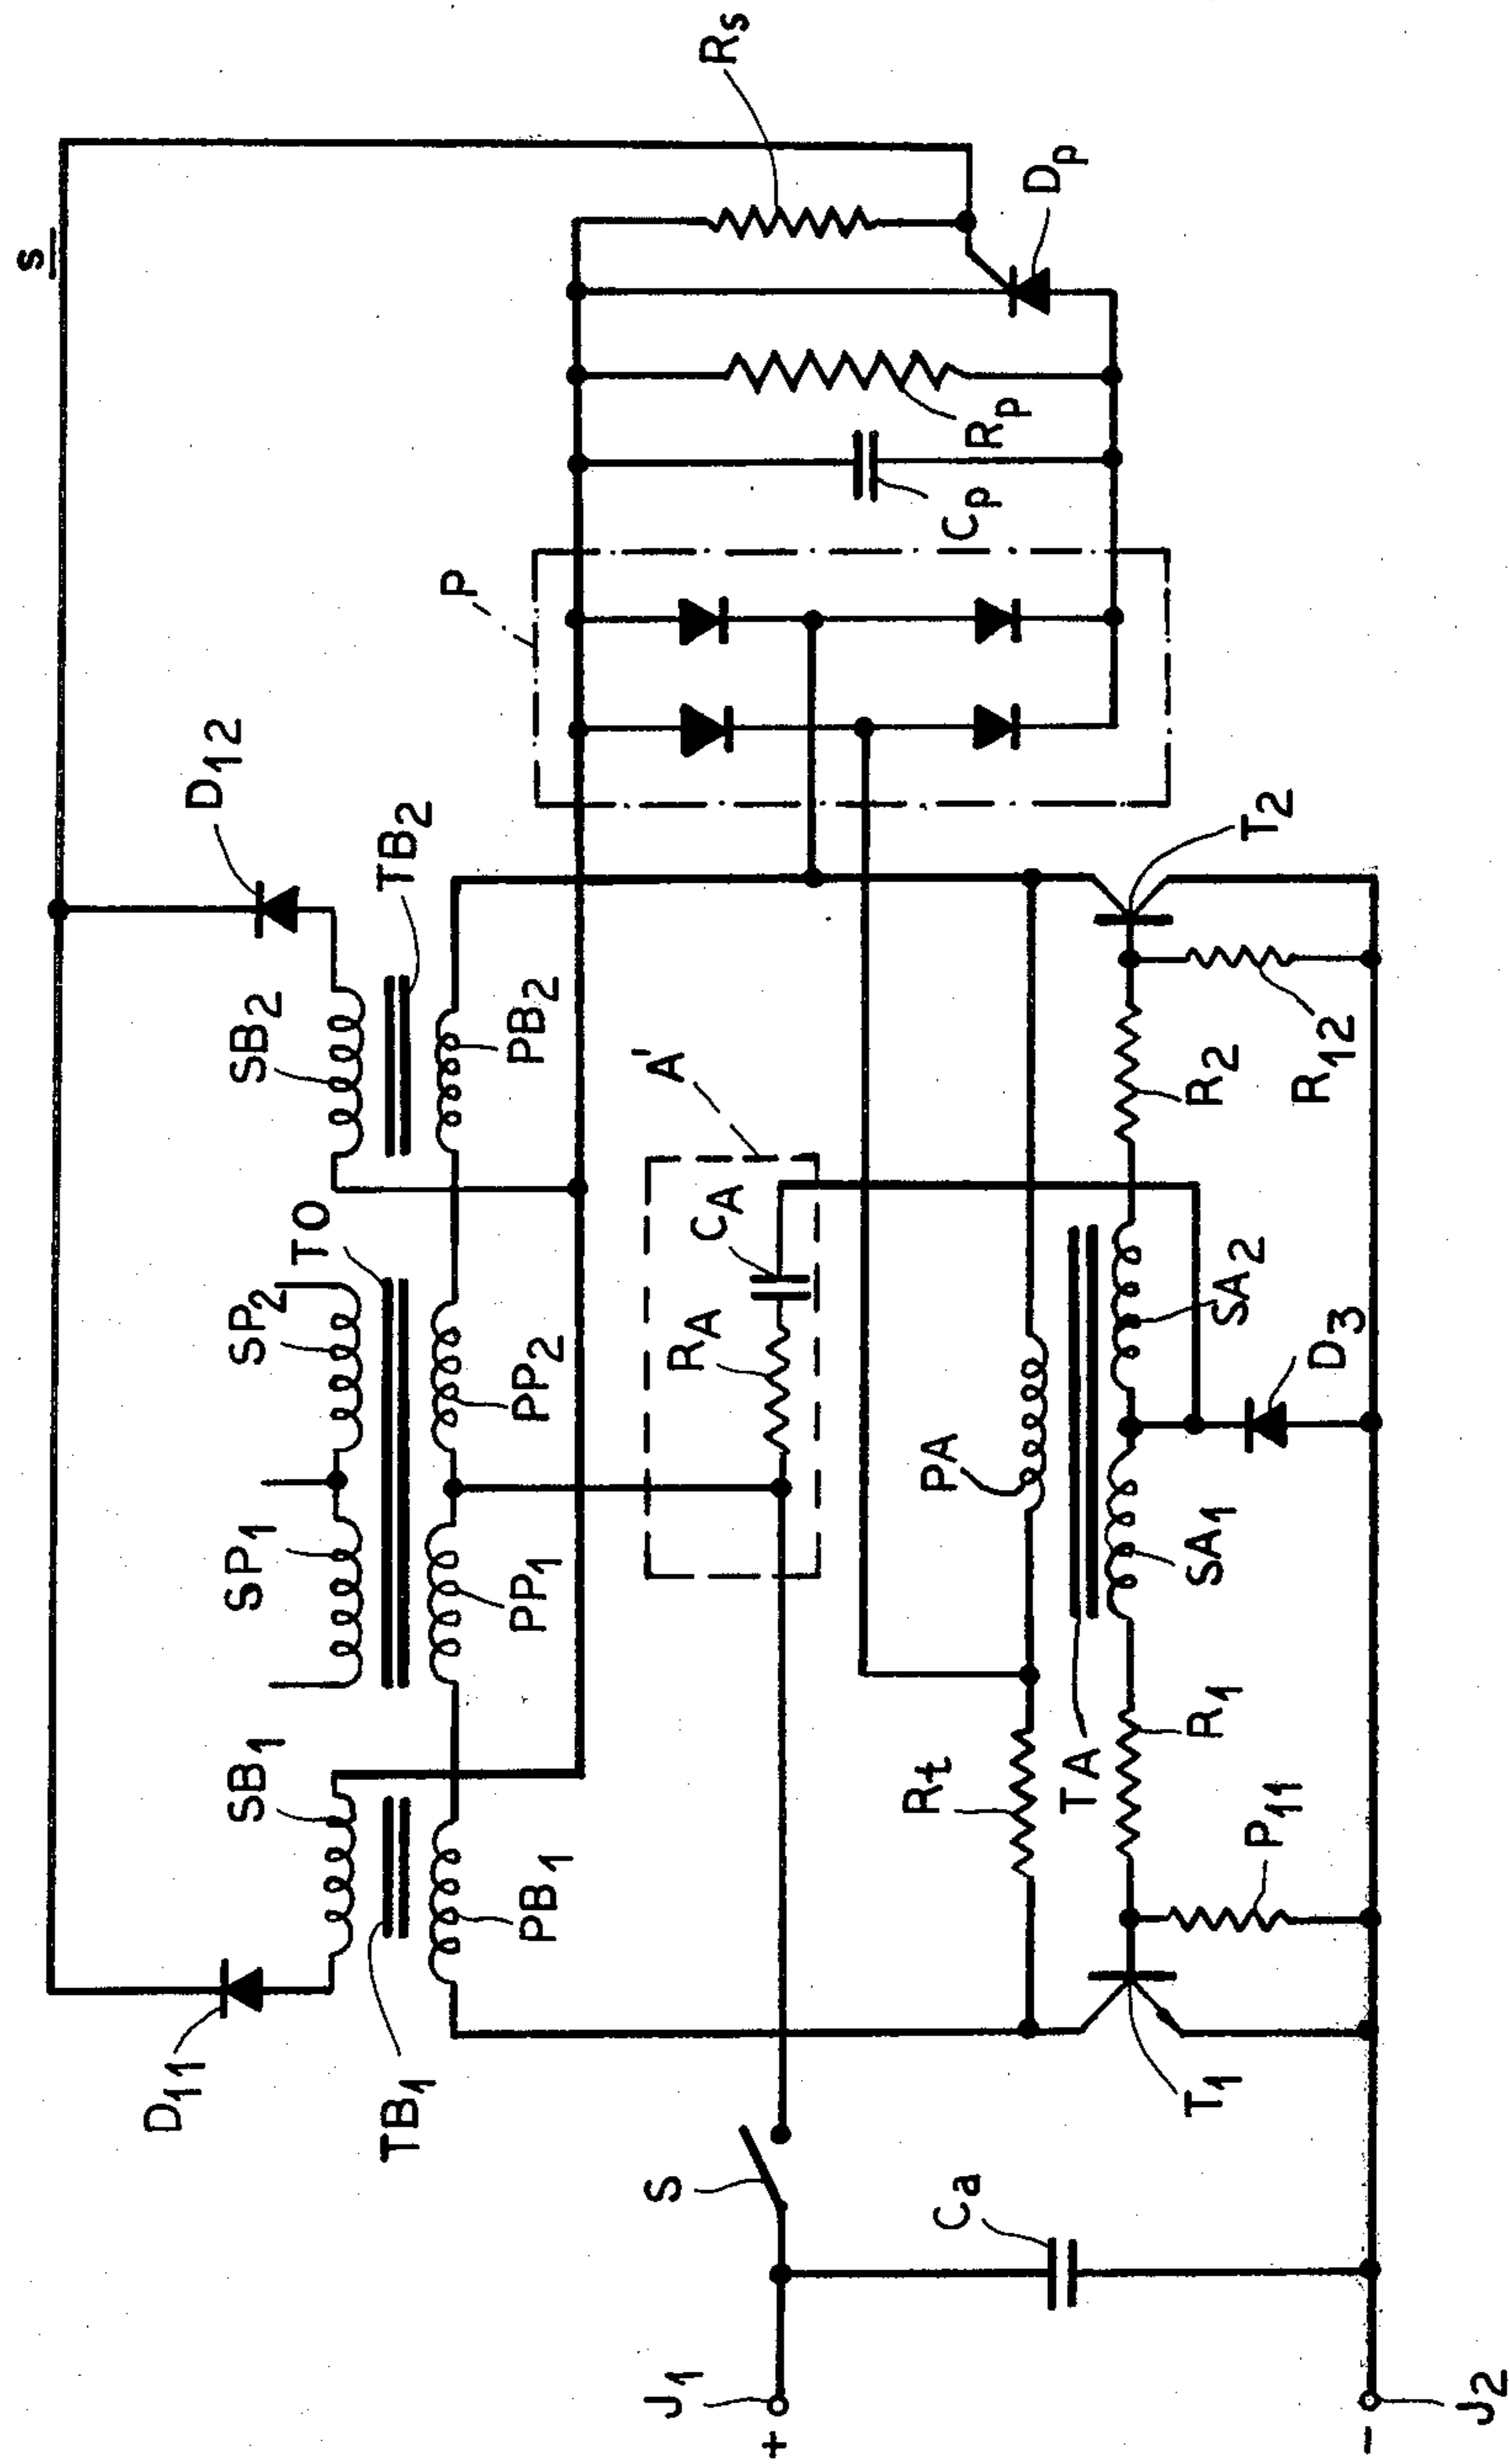 s
Rs
D12
TB2
P
Dp
Rp
Cp
SB2
PB2
T2
TO
SP2
A'
CA
R2
R12
PP2
RA
SA2
D3
SP1
PP1
PA
SA1
SB1
Rt
TA
R1
P11
PB1
D11
TB1
T1
S
Ca
J1
+
J2
-